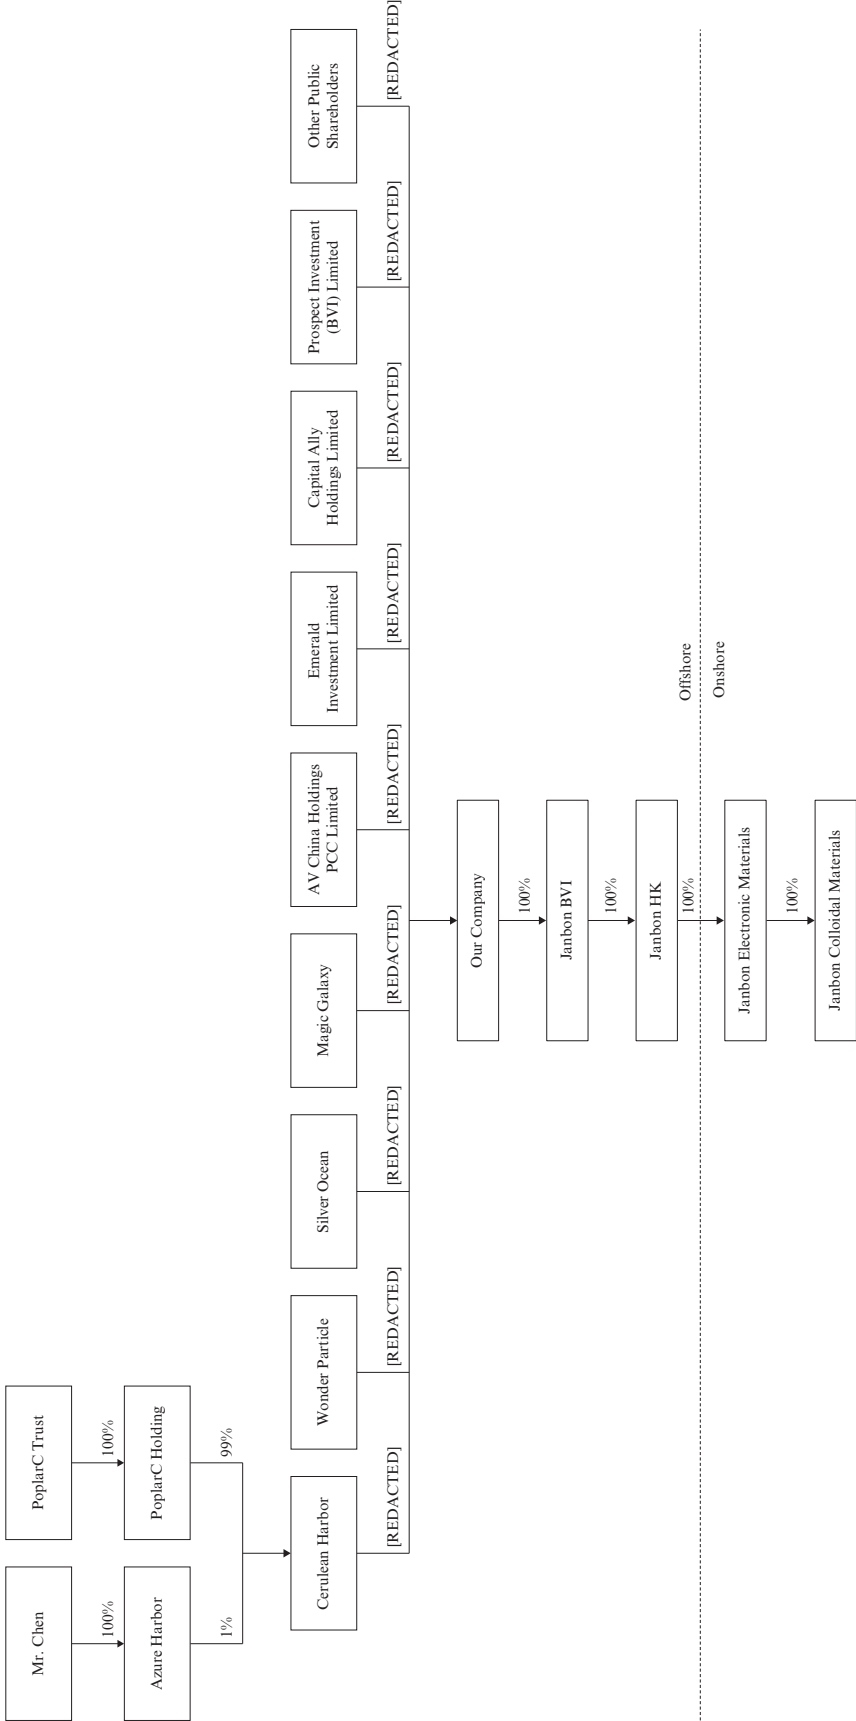 Mr. Chen
PoplarC Trust
100%
100%
Azure Harbor
PoplarC Holding
1%
99%
Cerulean Harbor
Wonder Particle
Silver Ocean
Magic Galaxy
AV China Holdings
PCC Limited
Emerald
Investment Limited
Capital Ally
Holdings Limited
Prospect Investment
(BVI) Limited
Other Public
Shareholders
[REDACTED]
[REDACTED]
[REDACTED]
[REDACTED]
[REDACTED]
[REDACTED]
[REDACTED]
[REDACTED]
[REDACTED]
Our Company
100%
Janbon BVI
100%
Janbon HK
100%
Offshore
Onshore
Janbon Electronic Materials
100%
Janbon Colloidal Materials